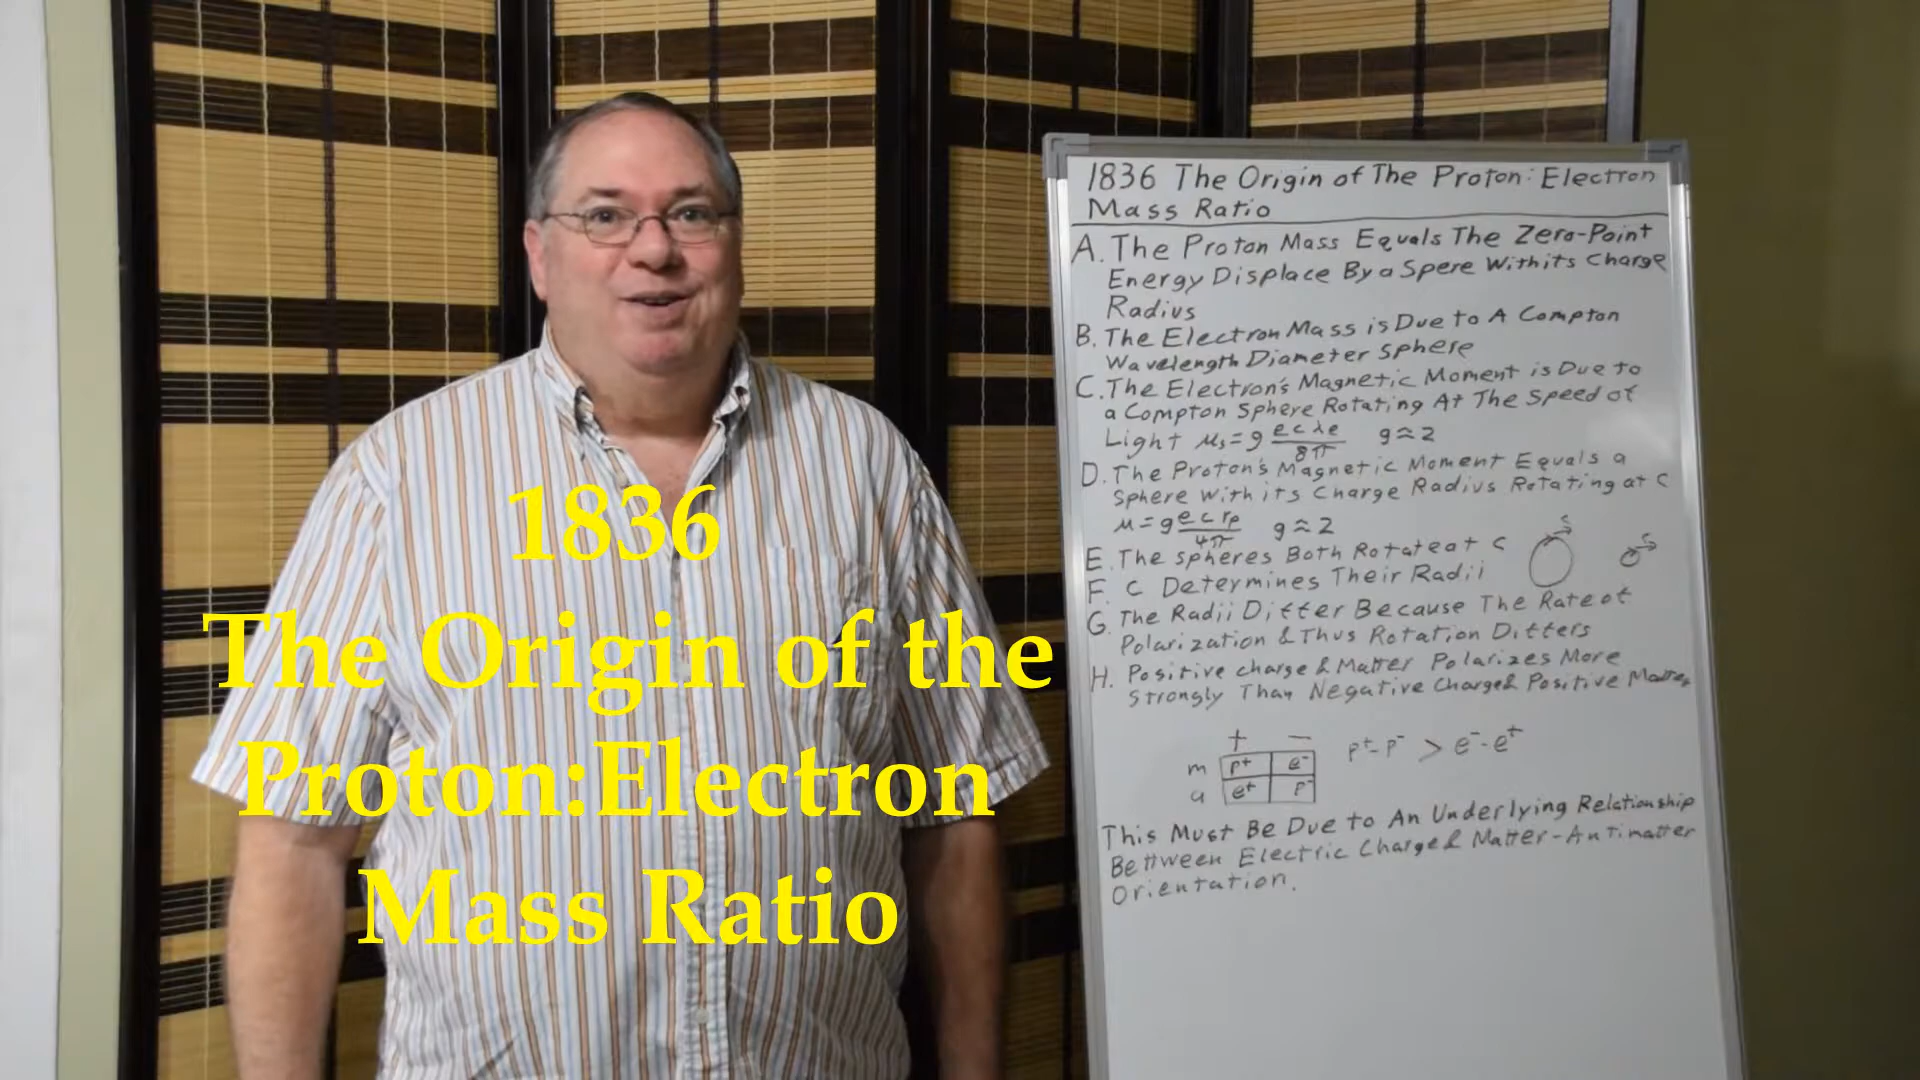 1836
The Origin of the
Proton:Electron
Mass Ratio
1836 The Origin of The Proton: Electron
Mass Ratio
A. The Proton Mass Equals The Zero-Point
Energy Displace By a Spere With its Charge
Radius
B. The Electron Mass is Due to A Compton
Wavelength Diameter Sphere
C. The Electron's Magnetic Moment is Due to
a Compton Sphere Rotating At The Speed of
Light μs = g ecλe/8π g≈2
D. The Proton's Magnetic Moment Equals a
Sphere With its Charge Radius Rotating at C
μ = g ecrp/4π g≈2
E. The Spheres Both Rotate at C
F. C Determines Their Radii
G. The Radii Differ Because The Rate of
Polarization & Thus Rotation Differs
H. Positive Charge & Matter Polarizes More
Strongly Than Negative Charge & Positive Matter
+ −
m p⁺ e⁻
a e⁺ p⁻
p⁺-p⁻ > e⁻-e⁺
This Must Be Due to An Underlying Relationship
Bettween Electric Charge & Matter-Antimatter
Orientation.